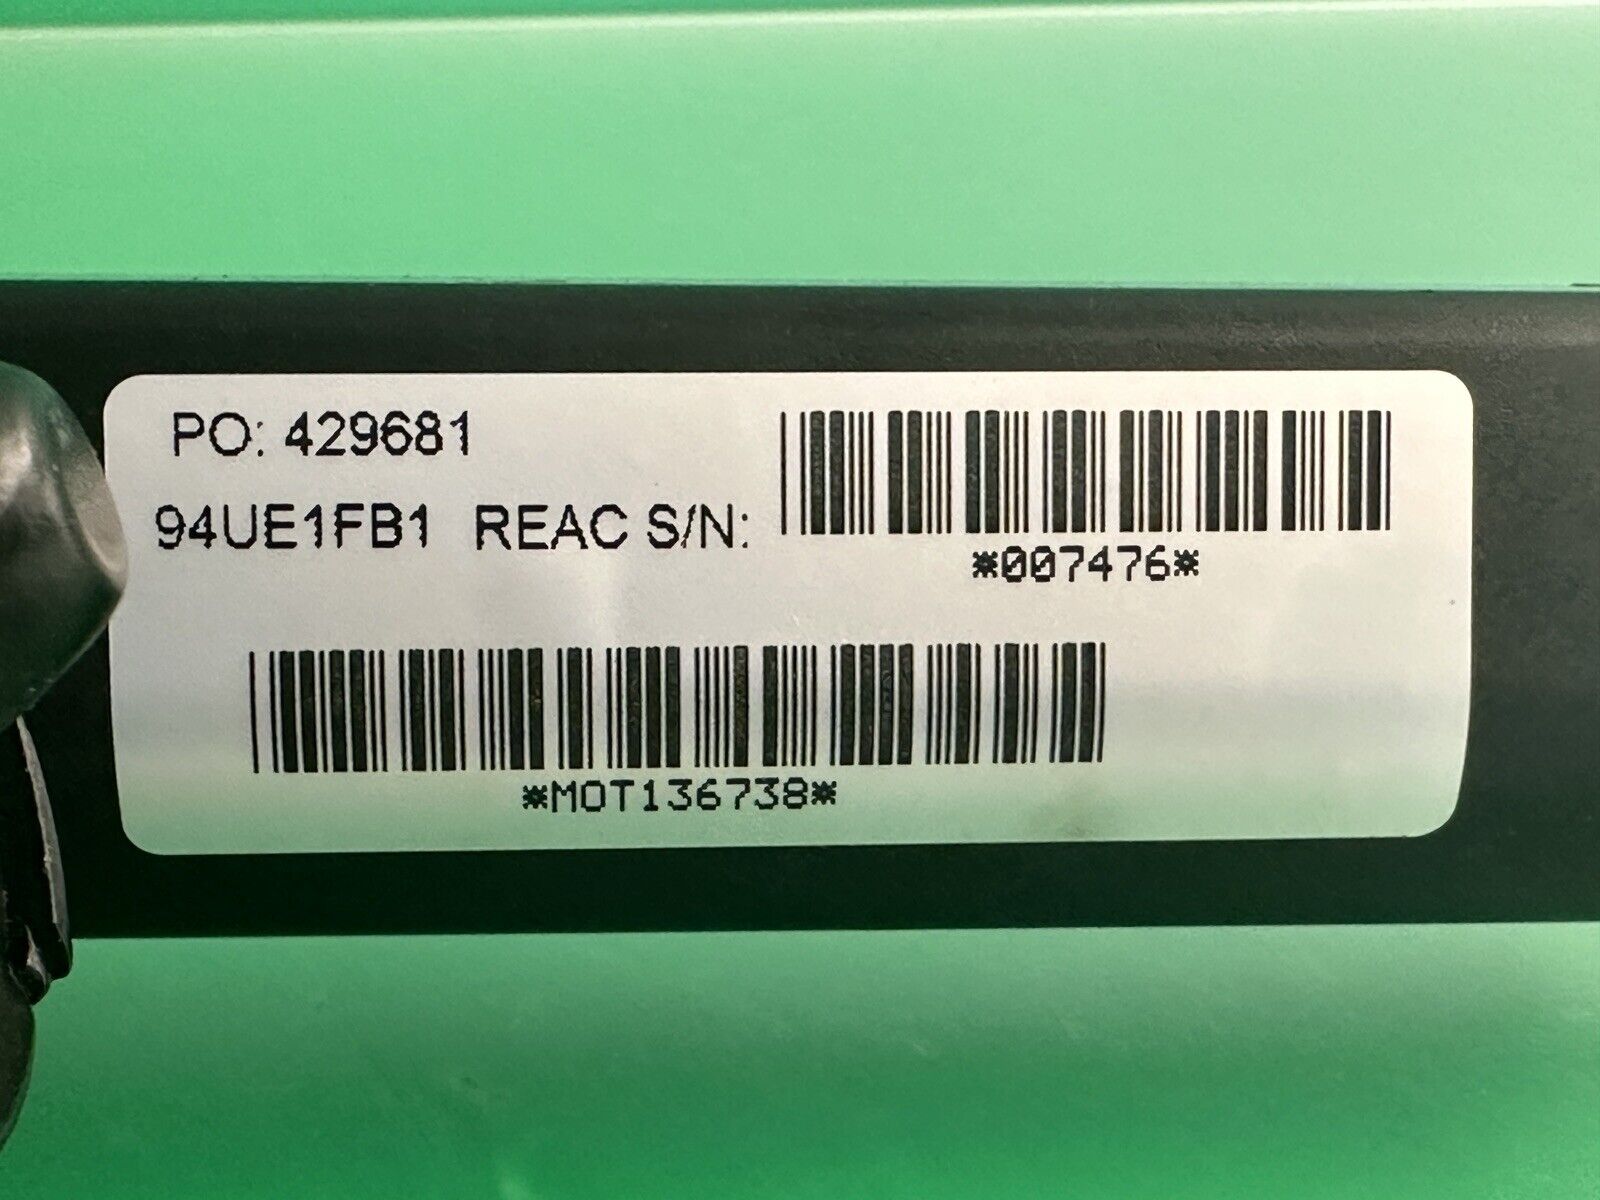 PO: 429681
94UE1FB1 REAC S/N:
*007476*
*MOT136738*